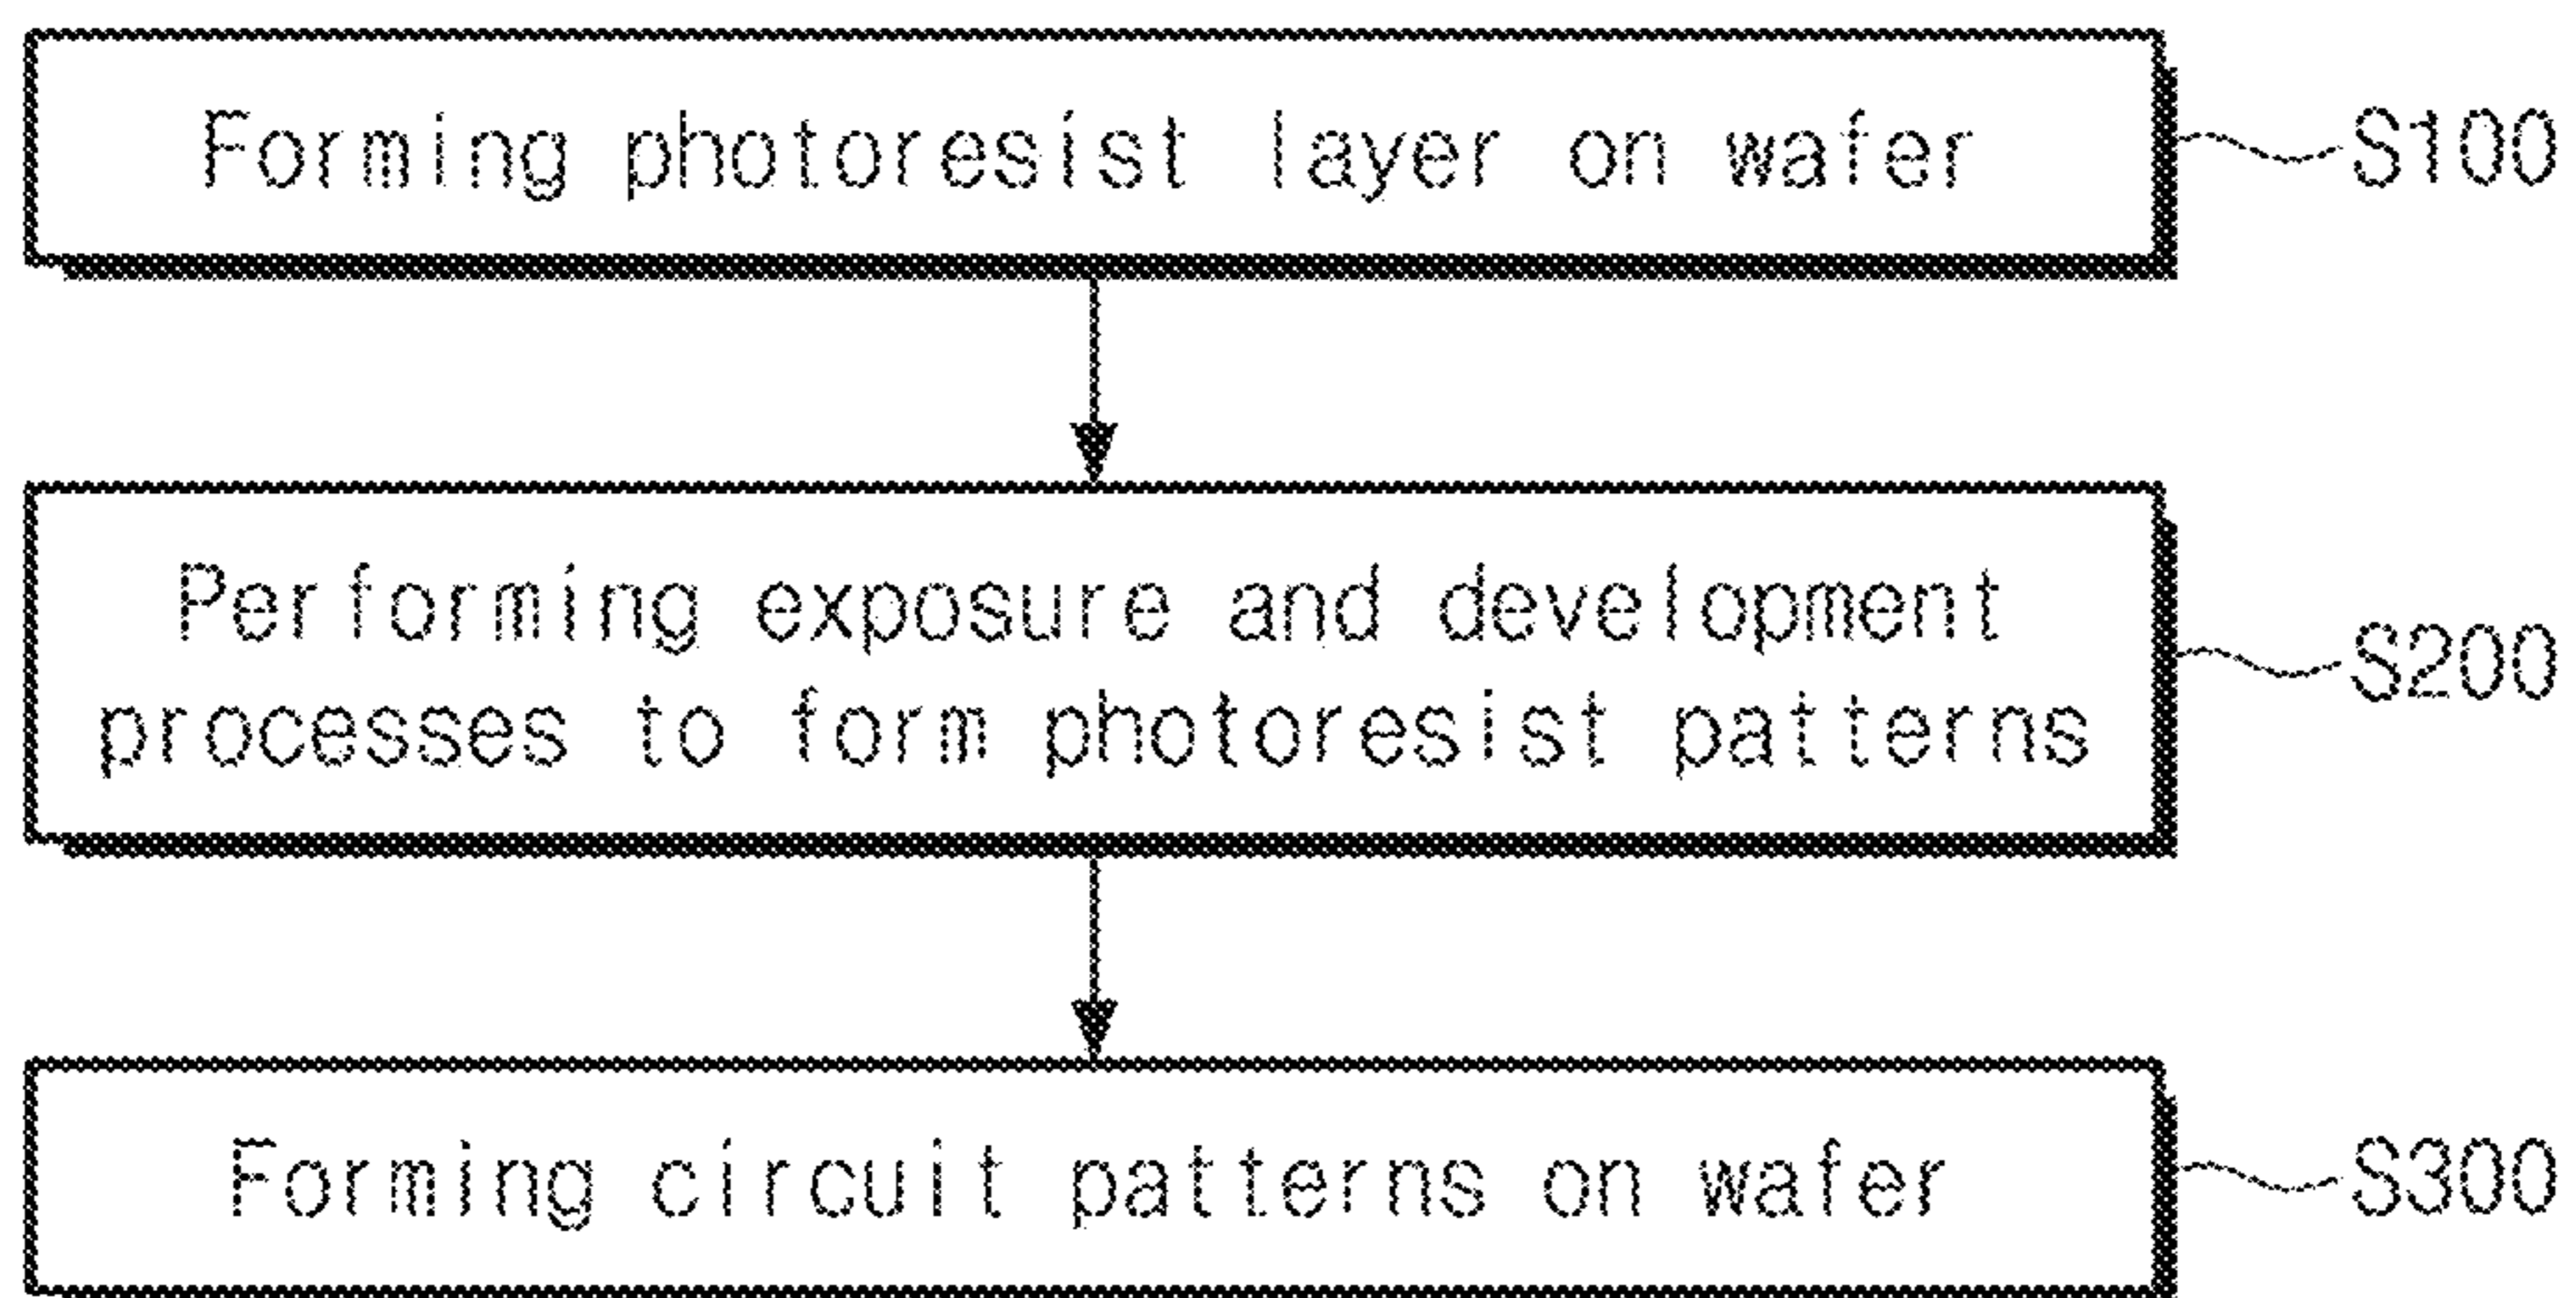 Forming photoresist layer on wafer
S100
Performing exposure and development
processes to form photoresist patterns
S200
Forming circuit patterns on wafer
S300